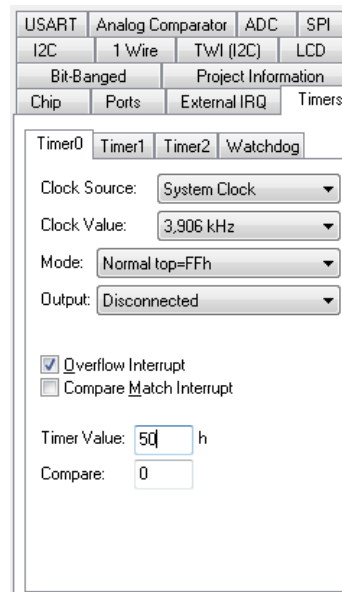 USART Analog Comparator ADC SPI
I2C 1 Wire TWI (I2C) LCD
Bit-Banged Project Information
Chip Ports External IRQ Timers
Timer0 Timer1 Timer2 Watchdog
Clock Source: System Clock
Clock Value: 3,906 kHz
Mode: Normal top=FFh
Output: Disconnected
Overflow Interrupt
Compare Match Interrupt
Timer Value: 50 h
Compare: 0